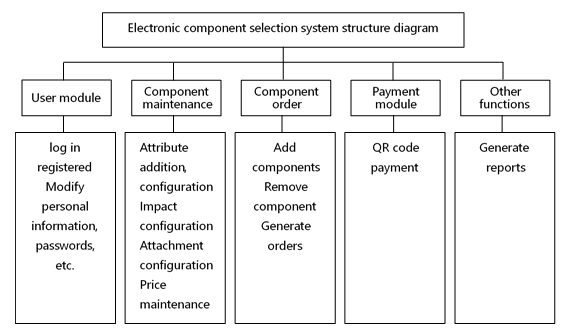 Electronic component selection system structure diagram
User module
Component
maintenance
Component
order
Payment
module
Other
functions
log in
registered
Modify
personal
information,
passwords,
etc.
Attribute
addition,
configuration
Impact
configuration
Attachment
configuration
Price
maintenance
Add
components
Remove
component
Generate
orders
QR code
payment
Generate
reports